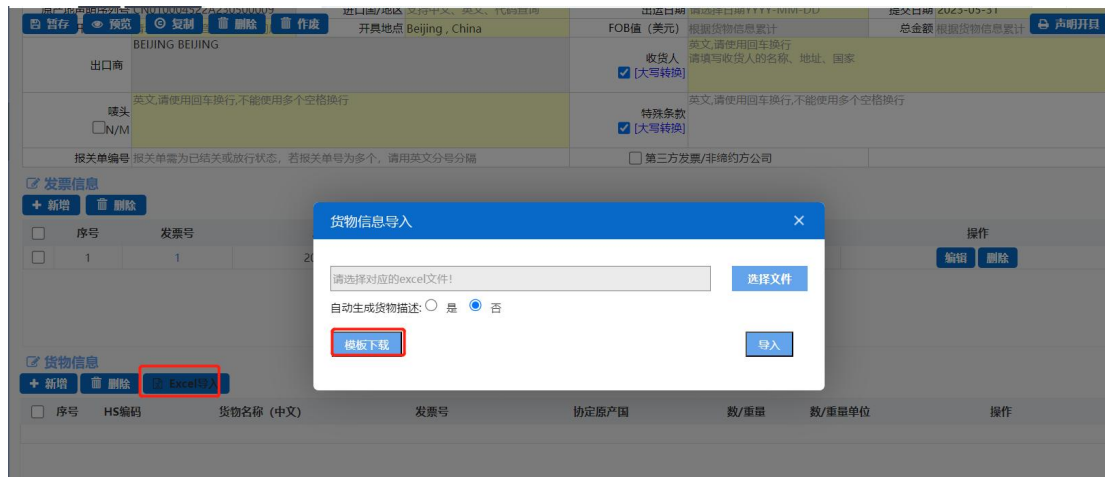 原产地声明序列号 CN0100045922A230500009 进口国/地区 支持中文、英文、代码查询 出运日期 请选择日期YYYY-MM-DD 提交日期 2023-05-31
暂存 预览 复制 删除 作废 开具地点 Beijing , China FOB值（美元） 根据货物信息累计 总金额 根据货物信息累计 声明开具
BEIJING BEIJING 英文,请使用回车换行
出口商 收货人 请填写收货人的名称、地址、国家
[大写转换]
英文,请使用回车换行,不能使用多个空格换行 英文,请使用回车换行,不能使用多个空格换行
唛头 特殊条款
N/M [大写转换]
报关单编号 报关单需为已结关或放行状态，若报关单号为多个，请用英文分号分隔 第三方发票/非缔约方公司
发票信息
+ 新增 删除
序号 发票号 操作
1 1 20 编辑 删除
货物信息导入 ×
请选择对应的excel文件! 选择文件
自动生成货物描述: 是 否
模板下载 导入
货物信息
+ 新增 删除 Excel导入
序号 HS编码 货物名称（中文） 发票号 协定原产国 数/重量 数/重量单位 操作